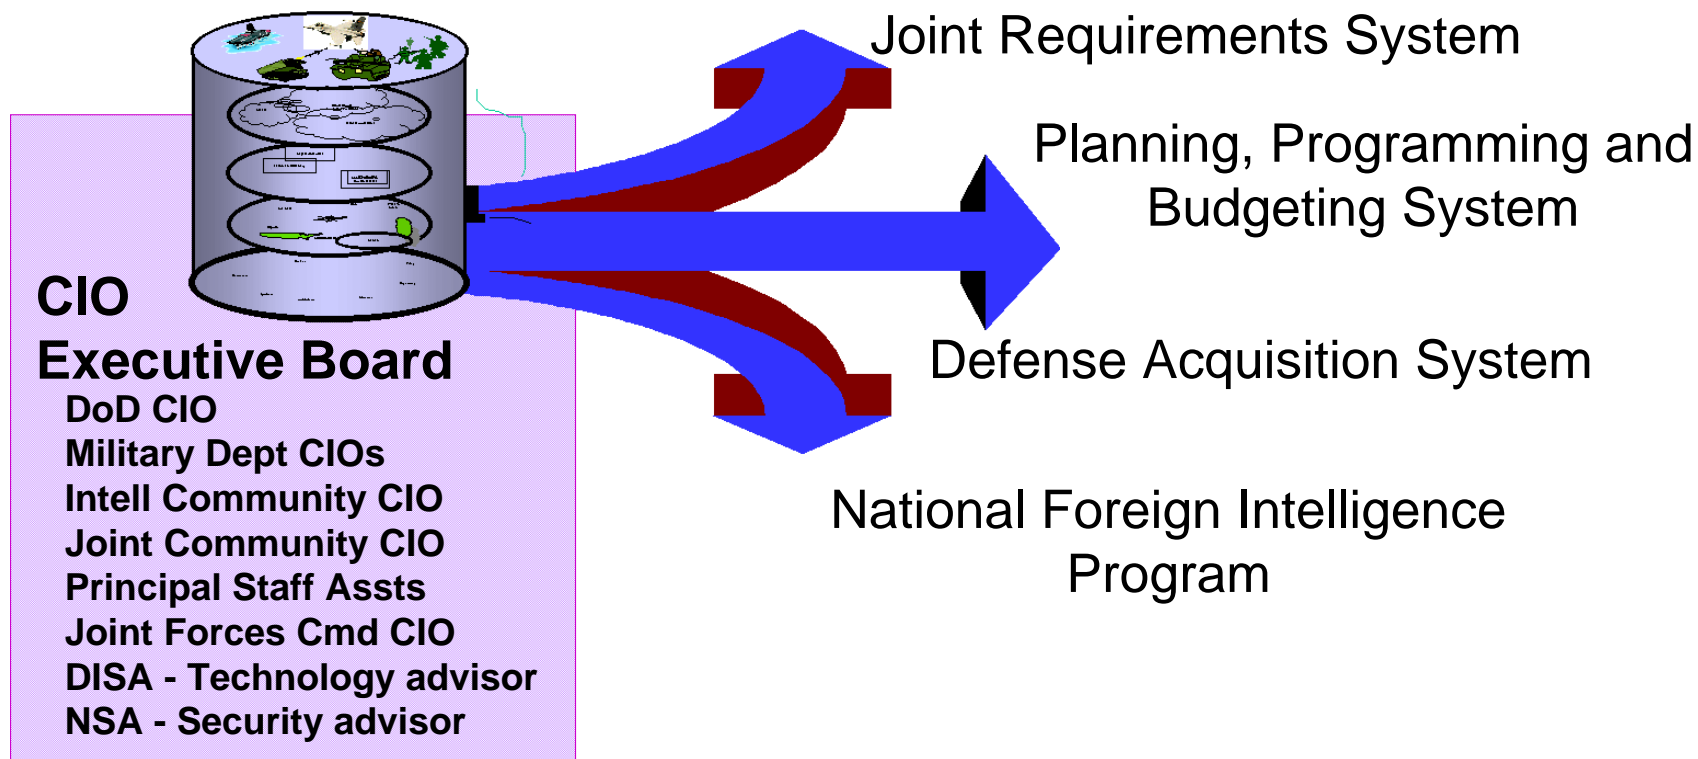 Joint Requirements System
Planning, Programming and
Budgeting System
Defense Acquisition System
National Foreign Intelligence
Program
CIO
Executive Board
DoD CIO
Military Dept CIOs
Intell Community CIO
Joint Community CIO
Principal Staff Assts
Joint Forces Cmd CIO
DISA - Technology advisor
NSA - Security advisor